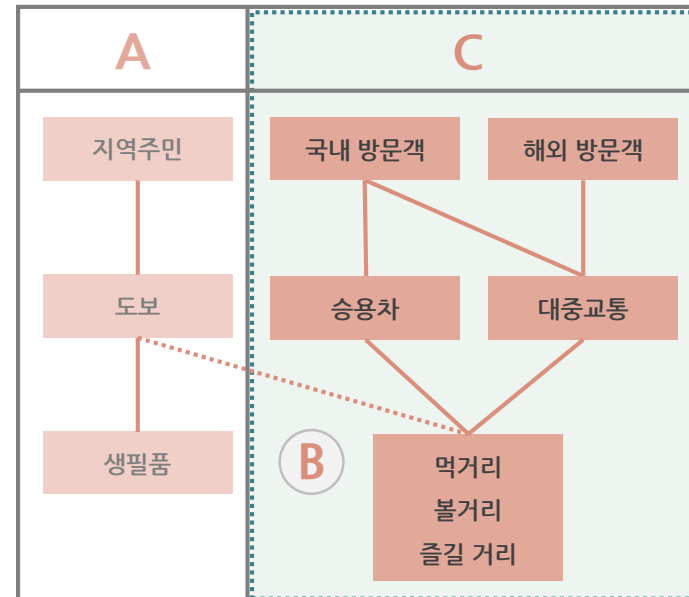 A
C
지역주민
국내 방문객
해외 방문객
도보
승용차
대중교통
생필품
B
먹거리
볼거리
즐길 거리